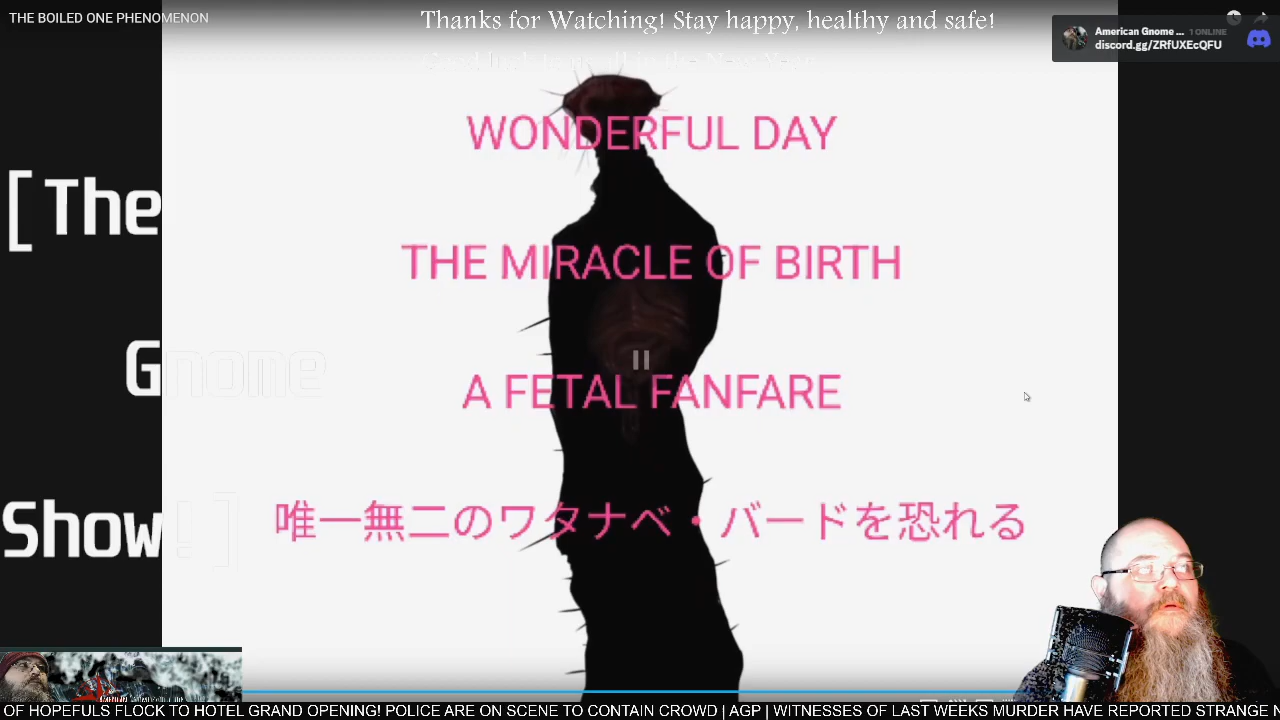 THE BOILED ONE PHENOMENON
Thanks for Watching! Stay happy, healthy and safe!
American Gnome ... 1 ONLINE
discord.gg/ZRfUXEcQFU
WONDERFUL DAY
[ The
THE MIRACLE OF BIRTH
Gnome
A FETAL FANFARE
唯一無二のワタナベ・バードを恐れる
Show! ]
OF HOPEFULS FLOCK TO HOTEL GRAND OPENING! POLICE ARE ON SCENE TO CONTAIN CROWD | AGP | WITNESSES OF LAST WEEKS MURDER HAVE REPORTED STRANGE N